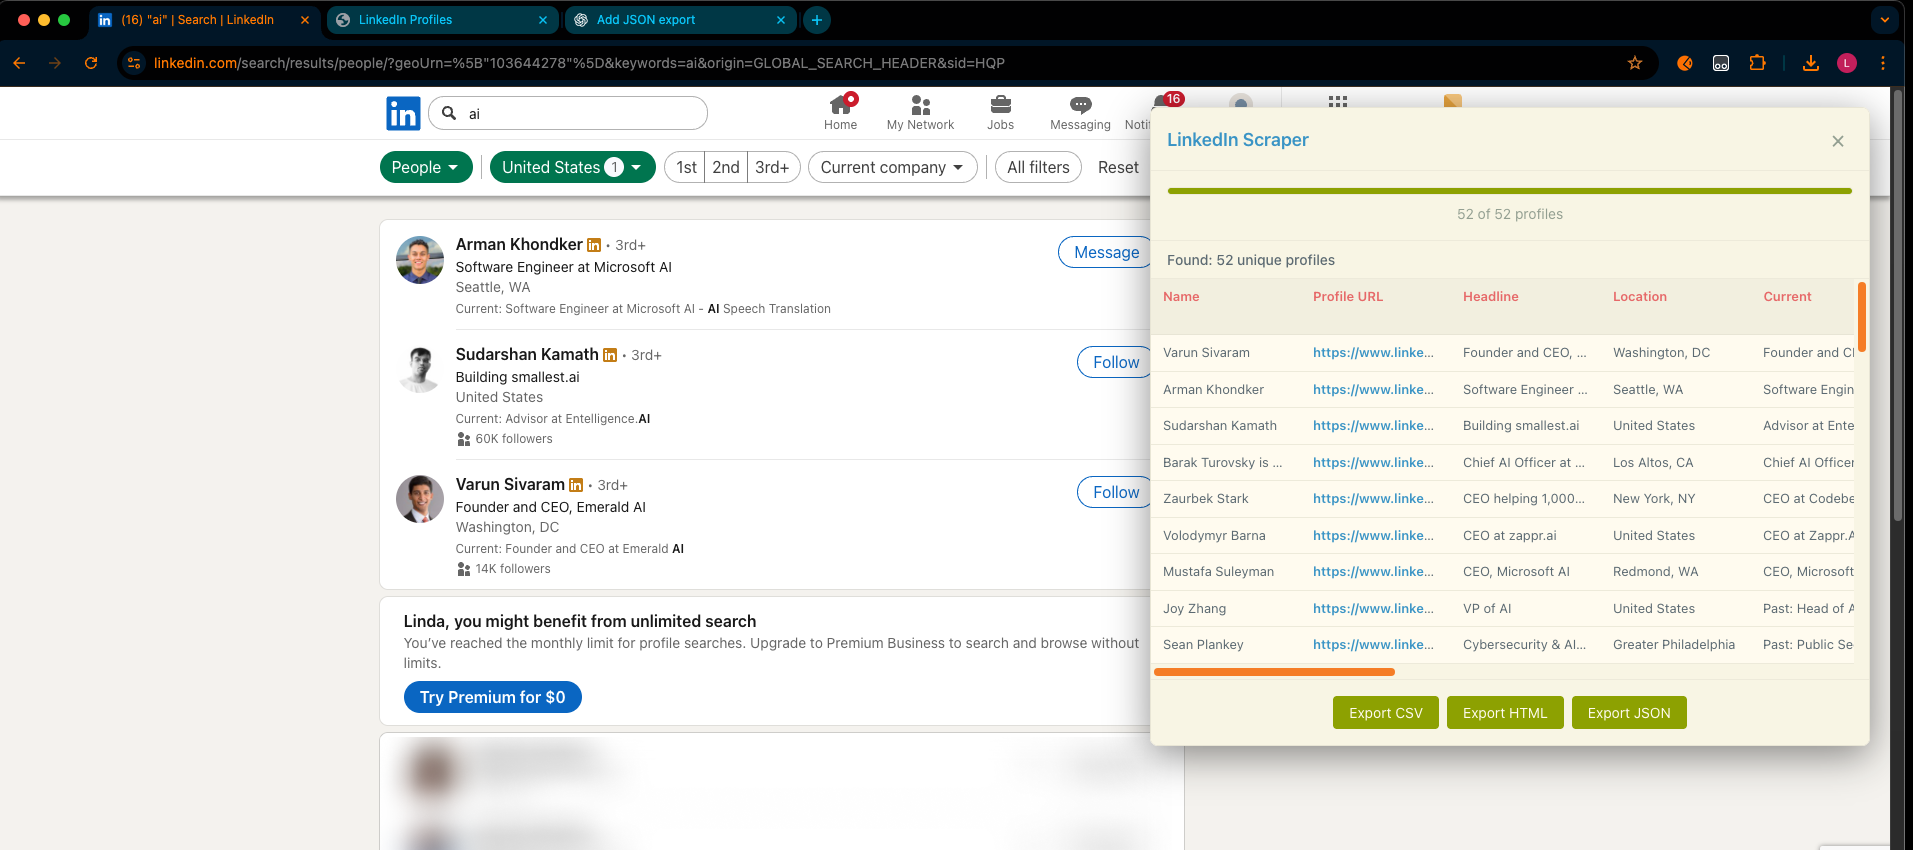 (16) "ai" | Search | LinkedIn
LinkedIn Profiles
Add JSON export
linkedin.com/search/results/people/?geoUrn=%5B"103644278"%5D&keywords=ai&origin=GLOBAL_SEARCH_HEADER&sid=HQP
L
in
ai
Home
My Network
Jobs
Messaging
Notif
16
People
United States 1
1st 2nd 3rd+
Current company
All filters
Reset
Arman Khondker in • 3rd+
Software Engineer at Microsoft AI
Seattle, WA
Current: Software Engineer at Microsoft AI - AI Speech Translation
Message
Sudarshan Kamath in • 3rd+
Building smallest.ai
United States
Current: Advisor at Entelligence.AI
60K followers
Follow
Varun Sivaram in • 3rd+
Founder and CEO, Emerald AI
Washington, DC
Current: Founder and CEO at Emerald AI
14K followers
Follow
Linda, you might benefit from unlimited search
You've reached the monthly limit for profile searches. Upgrade to Premium Business to search and browse without
limits.
Try Premium for $0
LinkedIn Scraper
52 of 52 profiles
Found: 52 unique profiles
Name Profile URL Headline Location Current
Varun Sivaram https://www.linke... Founder and CEO, ... Washington, DC Founder and CI
Arman Khondker https://www.linke... Software Engineer ... Seattle, WA Software Engin
Sudarshan Kamath https://www.linke... Building smallest.ai United States Advisor at Ente
Barak Turovsky is ... https://www.linke... Chief AI Officer at ... Los Altos, CA Chief AI Officer
Zaurbek Stark https://www.linke... CEO helping 1,000... New York, NY CEO at Codebe
Volodymyr Barna https://www.linke... CEO at zappr.ai United States CEO at Zappr.A
Mustafa Suleyman https://www.linke... CEO, Microsoft AI Redmond, WA CEO, Microsoft
Joy Zhang https://www.linke... VP of AI United States Past: Head of A
Sean Plankey https://www.linke... Cybersecurity & AI... Greater Philadelphia Past: Public Se
Export CSV
Export HTML
Export JSON